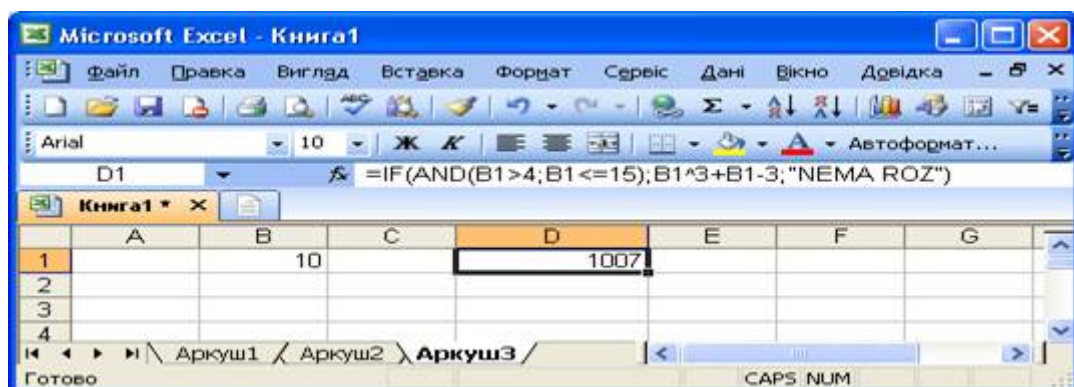 Microsoft Excel - Книга1
Файл Правка Вигляд Вставка Формат Сервіс Дані Вікно Довідка
Arial 10 Ж К Автоформат...
D1 fx =IF(AND(B1>4;B1<=15);B1^3+B1-3;"NEMA ROZ")
Книга1 *
A B C D E F G
1 10 1007
2
3
4
Аркуш1 Аркуш2 Аркуш3
Готово CAPS NUM